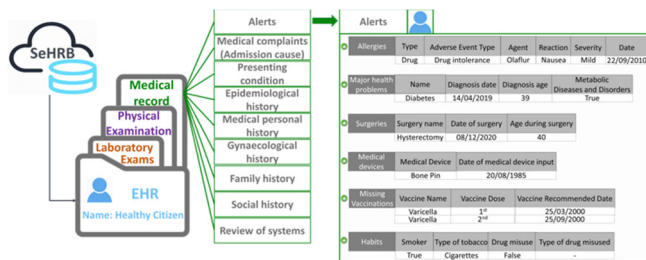 SeHRB
Medical
record
Physical
Examination
Laboratory
Exams
EHR
Name: Healthy Citizen
Alerts
Medical complaints
(Admission cause)
Presenting
condition
Epidemiological
history
Medical personal
history
Gynaecological
history
Family history
Social history
Review of systems
Alerts
Allergies
Type Adverse Event Type Agent Reaction Severity Date
Drug Drug intolerance Olaflur Nausea Mild 22/09/2010
Major health
problems
Name Diagnosis date Diagnosis age Metabolic
Diseases and Disorders
Diabetes 14/04/2019 39 True
Surgeries
Surgery name Date of surgery Age during surgery
Hysterectomy 08/12/2020 40
Medical
devices
Medical Device Date of medical device input
Bone Pin 20/08/1985
Missing
Vaccinations
Vaccine Name Vaccine Dose Vaccine Recommended Date
Varicella 1st 25/03/2000
Varicella 2nd 25/09/2000
Habits
Smoker Type of tobacco Drug misuse Type of drug misused
True Cigarettes False -